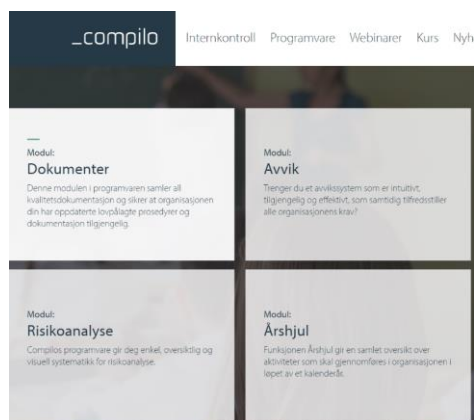 _compilo
Internkontroll Programvare Webinarer Kurs Nyh
Modul:
Dokumenter
Denne modulen i programvaren samler all
kvalitetsdokumentasjon og sikrer at organisasjonen
din har oppdaterte lovpålagte prosedyrer og
dokumentasjon tilgjengelig.
Modul:
Avvik
Trenger du et avvikssystem som er intuitivt,
tilgjengelig og effektivt, som samtidig tilfredsstiller
alle organisasjonens krav?
Modul:
Risikoanalyse
Compilos programvare gir deg enkel, oversiktlig og
visuell systematikk for risikoanalyse.
Modul:
Årshjul
Funksjonen Årshjul gir en samlet oversikt over
aktiviteter som skal gjennomføres i organisasjonen i
løpet av et kalenderår.